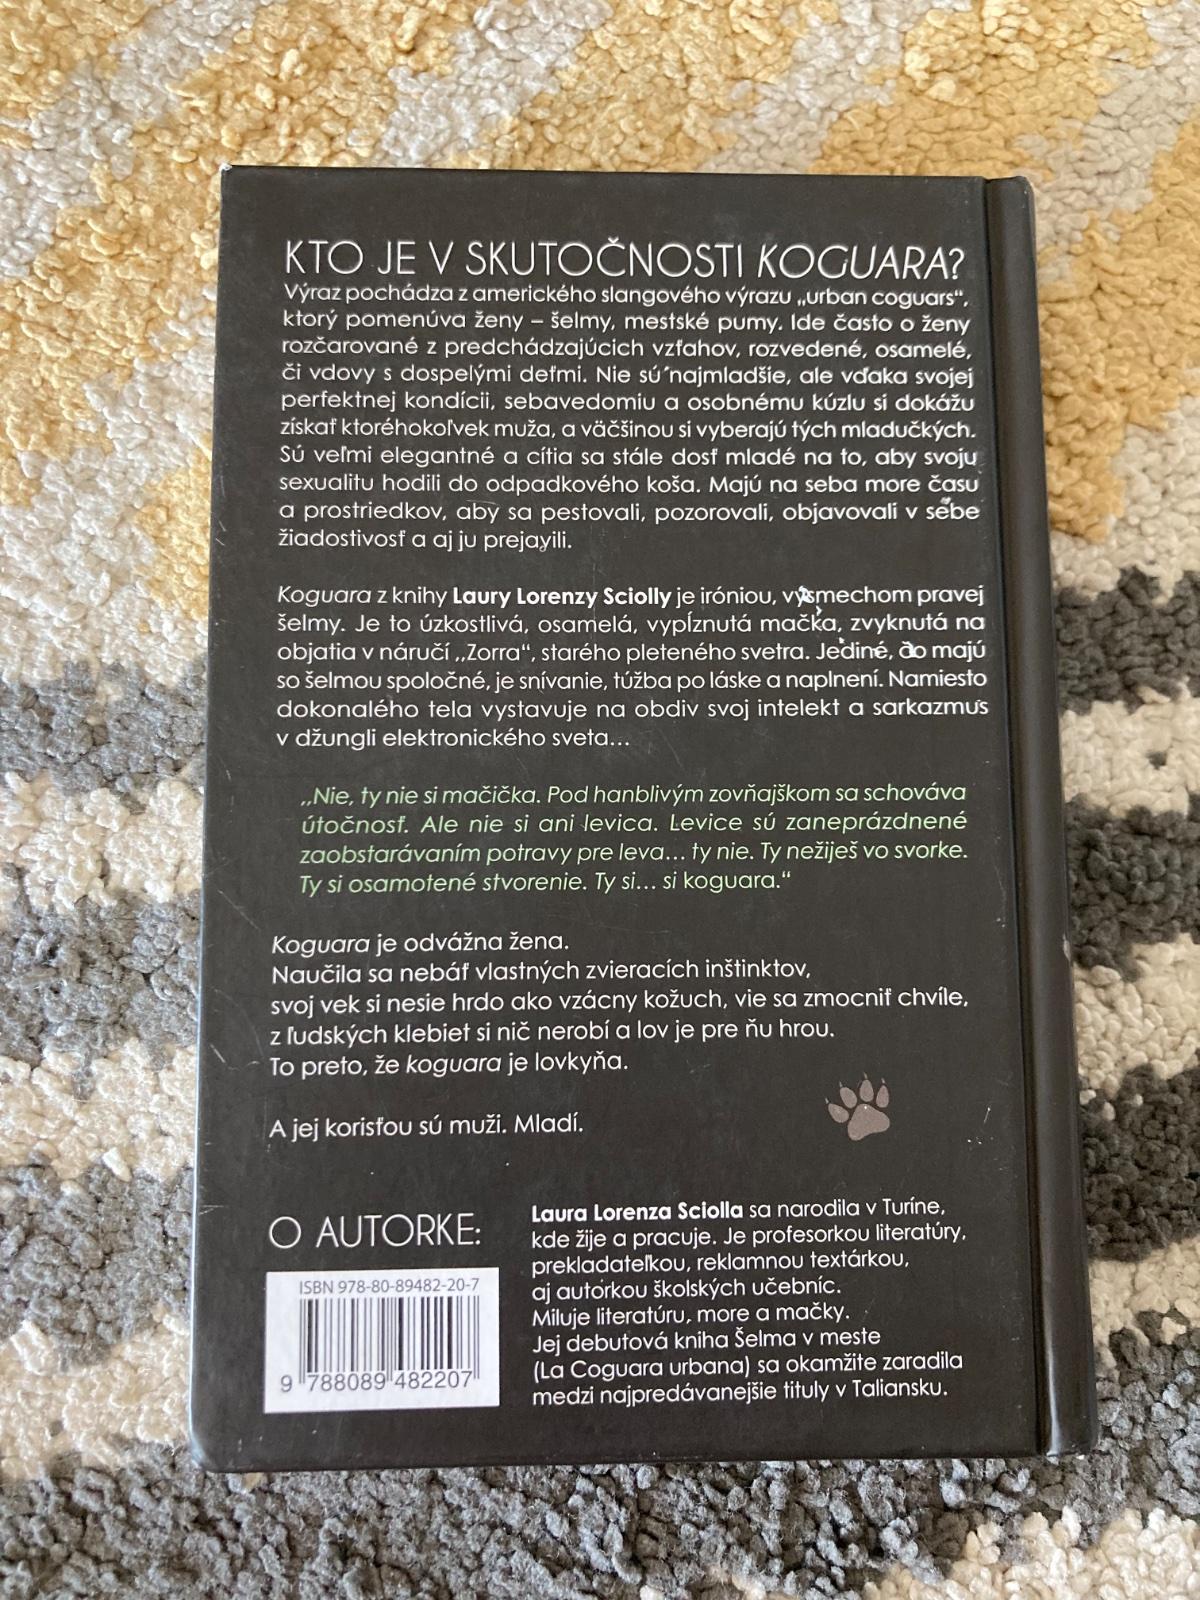 KTO JE V SKUTOČNOSTI KOGUARA?
Výraz pochádza z amerického slangového výrazu „urban coguars“,
ktorý pomenúva ženy – šelmy, mestské pumy. Ide často o ženy
rozčarované z predchádzajúcich vzťahov, rozvedené, osamelé,
či vdovy s dospelými deťmi. Nie sú najmladšie, ale vďaka svojej
perfektnej kondícii, sebavedomiu a osobnému kúzlu si dokážu
získať ktoréhokoľvek muža, a väčšinou si vyberajú tých mladučkých.
Sú veľmi elegantné a cítia sa stále dosť mladé na to, aby svoju
sexualitu hodili do odpadkového koša. Majú na seba more času
a prostriedkov, aby sa pestovali, pozorovali, objavovali v sebe
žiadostivosť a aj ju prejavili.
Koguara z knihy Laury Lorenzy Sciolly je iróniou, výsmechom pravej
šelmy. Je to úzkostlivá, osamelá, vypĺznutá mačka, zvyknutá na
objatia v náručí „Zorra“, starého pleteného svetra. Jediné, čo majú
so šelmou spoločné, je snívanie, túžba po láske a naplnení. Namiesto
dokonalého tela vystavuje na obdiv svoj intelekt a sarkazmus
v džungli elektronického sveta...
„Nie, ty nie si mačička. Pod hanblivým zovňajškom sa schováva
útočnosť. Ale nie si ani levica. Levice sú zaneprázdnené
zaobstarávaním potravy pre leva... ty nie. Ty nežiješ vo svorke.
Ty si osamotené stvorenie. Ty si... si koguara.“
Koguara je odvážna žena.
Naučila sa nebáť vlastných zvieracích inštinktov,
svoj vek si nesie hrdo ako vzácny kožuch, vie sa zmocniť chvíle,
z ľudských klebiet si nič nerobí a lov je pre ňu hrou.
To preto, že koguara je lovkyňa.
A jej korisťou sú muži. Mladí.
O AUTORKE:
Laura Lorenza Sciolla sa narodila v Turíne,
kde žije a pracuje. Je profesorkou literatúry,
prekladateľkou, reklamnou textárkou,
aj autorkou školských učebníc.
Miluje literatúru, more a mačky.
Jej debutová kniha Šelma v meste
(La Coguara urbana) sa okamžite zaradila
medzi najpredávanejšie tituly v Taliansku.
ISBN 978-80-89482-20-7
9 788089 482207